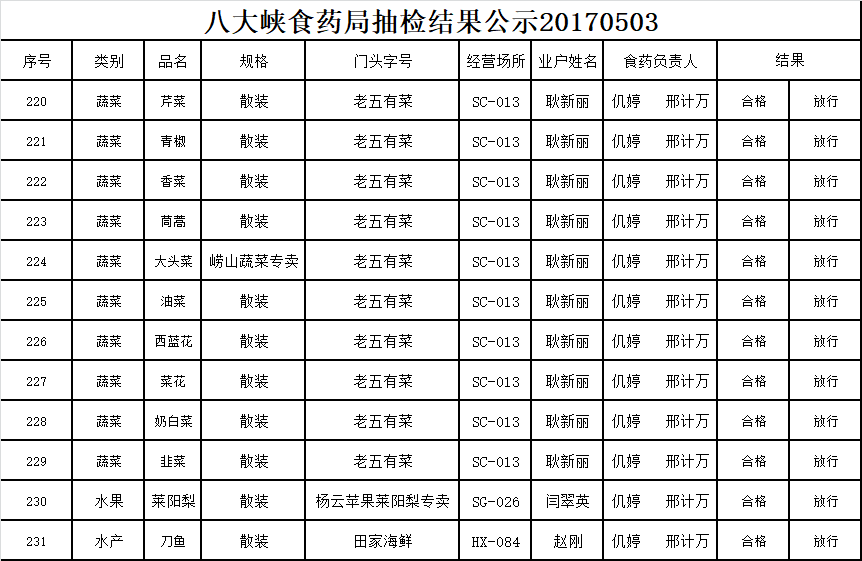 八大峡食药局抽检结果公示20170503
序号 类别 品名 规格 门头字号 经营场所 业户姓名 食药负责人 结果
220 蔬菜 芹菜 散装 老五有菜 SC-013 耿新丽 仉婷 邢计万 合格 放行
221 蔬菜 青椒 散装 老五有菜 SC-013 耿新丽 仉婷 邢计万 合格 放行
222 蔬菜 香菜 散装 老五有菜 SC-013 耿新丽 仉婷 邢计万 合格 放行
223 蔬菜 茼蒿 散装 老五有菜 SC-013 耿新丽 仉婷 邢计万 合格 放行
224 蔬菜 大头菜 崂山蔬菜专卖 老五有菜 SC-013 耿新丽 仉婷 邢计万 合格 放行
225 蔬菜 油菜 散装 老五有菜 SC-013 耿新丽 仉婷 邢计万 合格 放行
226 蔬菜 西蓝花 散装 老五有菜 SC-013 耿新丽 仉婷 邢计万 合格 放行
227 蔬菜 菜花 散装 老五有菜 SC-013 耿新丽 仉婷 邢计万 合格 放行
228 蔬菜 奶白菜 散装 老五有菜 SC-013 耿新丽 仉婷 邢计万 合格 放行
229 蔬菜 韭菜 散装 老五有菜 SC-013 耿新丽 仉婷 邢计万 合格 放行
230 水果 莱阳梨 散装 杨云苹果莱阳梨专卖 SG-026 闫翠英 仉婷 邢计万 合格 放行
231 水产 刀鱼 散装 田家海鲜 HX-084 赵刚 仉婷 邢计万 合格 放行